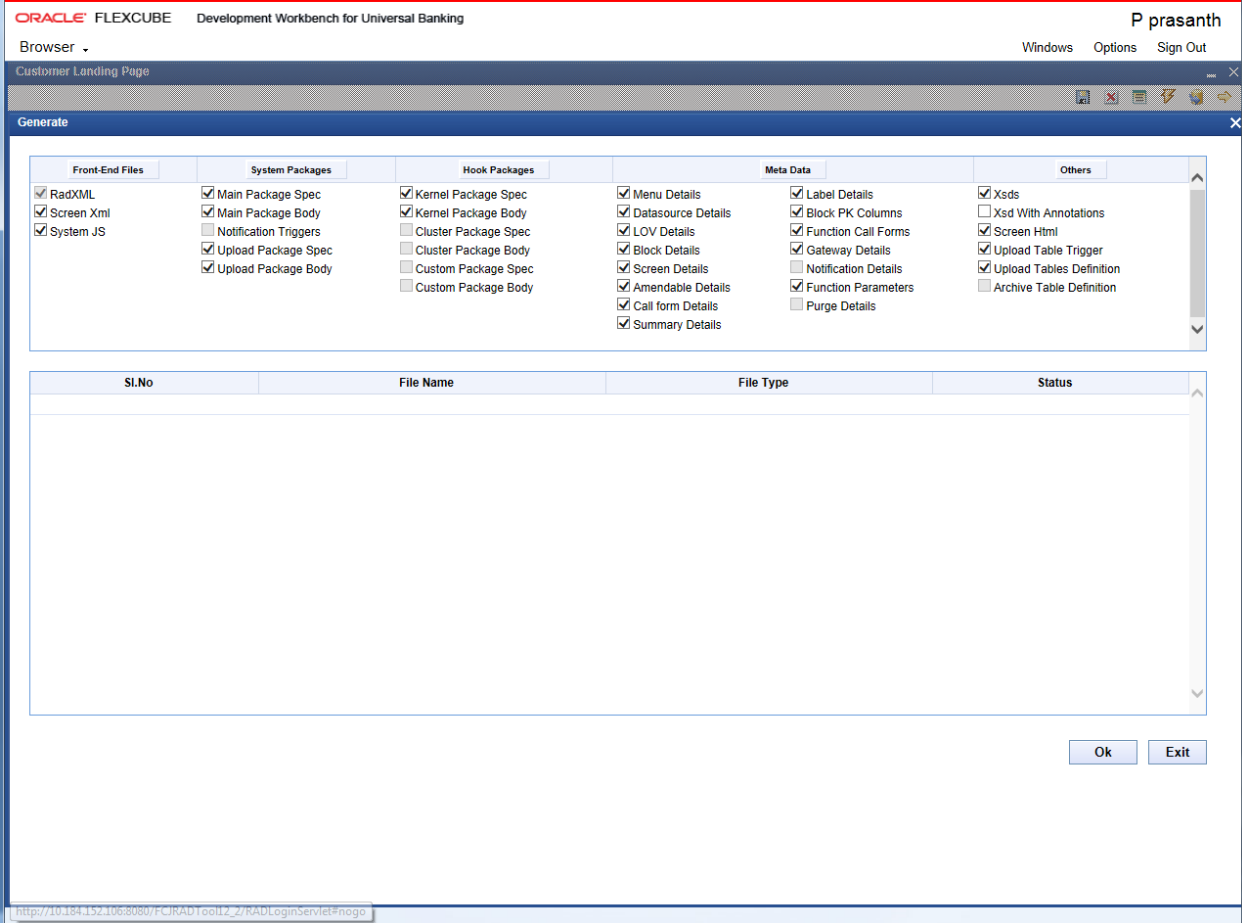 ORACLE® FLEXCUBE Development Workbench for Universal Banking
P prasanth
Browser
Windows Options Sign Out
Customer Landing Page
Generate
Front-End Files System Packages Hook Packages Meta Data Others
RadXML Main Package Spec Kernel Package Spec Menu Details Label Details Xsds
Screen Xml Main Package Body Kernel Package Body Datasource Details Block PK Columns Xsd With Annotations
System JS Notification Triggers Cluster Package Spec LOV Details Function Call Forms Screen Html
Upload Package Spec Cluster Package Body Block Details Gateway Details Upload Table Trigger
Upload Package Body Custom Package Spec Screen Details Notification Details Upload Tables Definition
Custom Package Body Amendable Details Function Parameters Archive Table Definition
Call form Details Purge Details
Summary Details
Sl.No File Name File Type Status
Ok Exit
http://10.184.152.106:8080/FCJRADTool12_2/RADLoginServlet#nogo